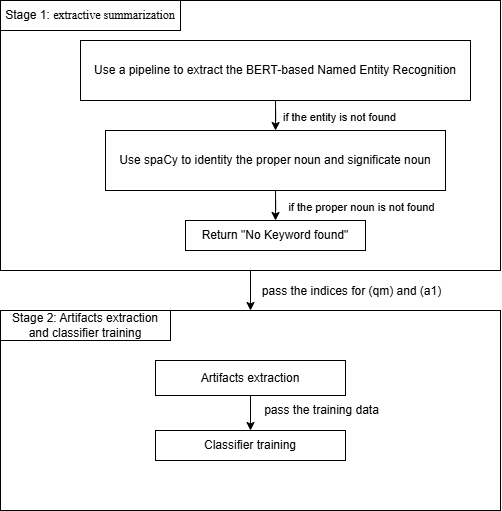 Stage 1: extractive summarization
Use a pipeline to extract the BERT-based Named Entity Recognition
if the entity is not found
Use spaCy to identify the proper noun and significate noun
if the proper noun is not found
Return "No Keyword found"
pass the indices for (qm) and (a1)
Stage 2: Artifacts extraction
and classifier training
Artifacts extraction
pass the training data
Classifier training